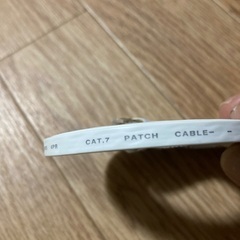 CAT.7 PATCH CABLE- -